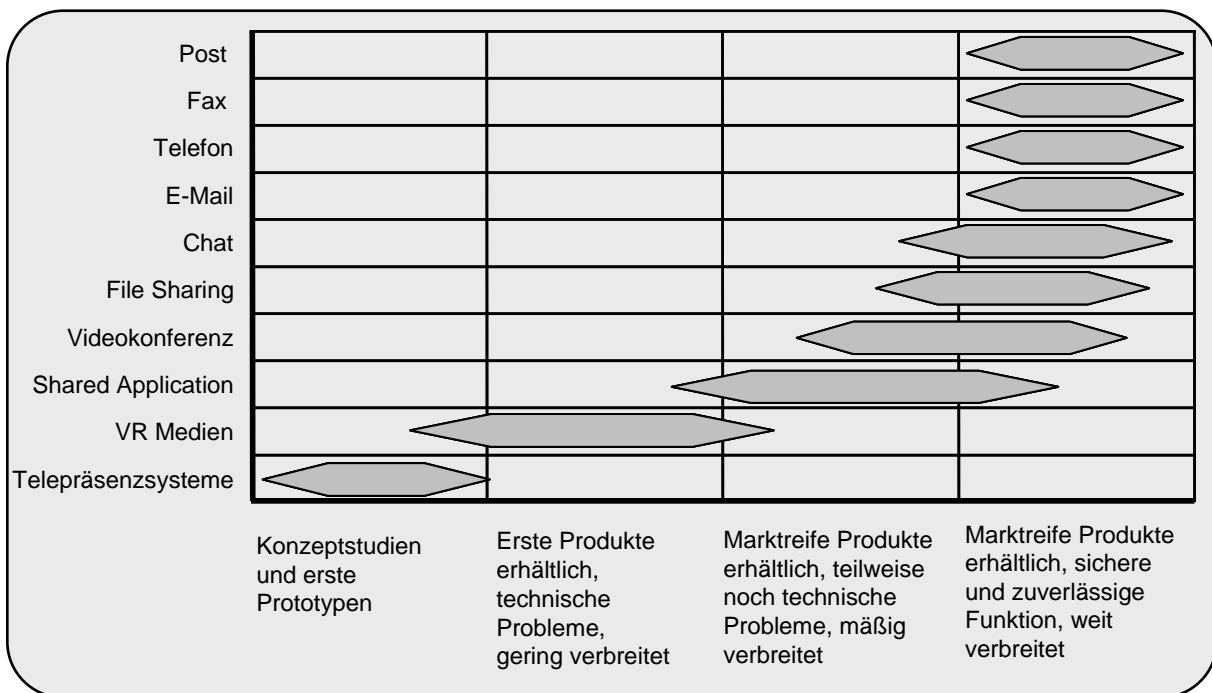 Post
Fax
Telefon
E-Mail
Chat
File Sharing
Videokonferenz
Shared Application
VR Medien
Telepräsenzsysteme
Konzeptstudien
und erste
Prototypen
Erste Produkte
erhältlich,
technische
Probleme,
gering verbreitet
Marktreife Produkte
erhältlich, teilweise
noch technische
Probleme, mäßig
verbreitet
Marktreife Produkte
erhältlich, sichere
und zuverlässige
Funktion, weit
verbreitet